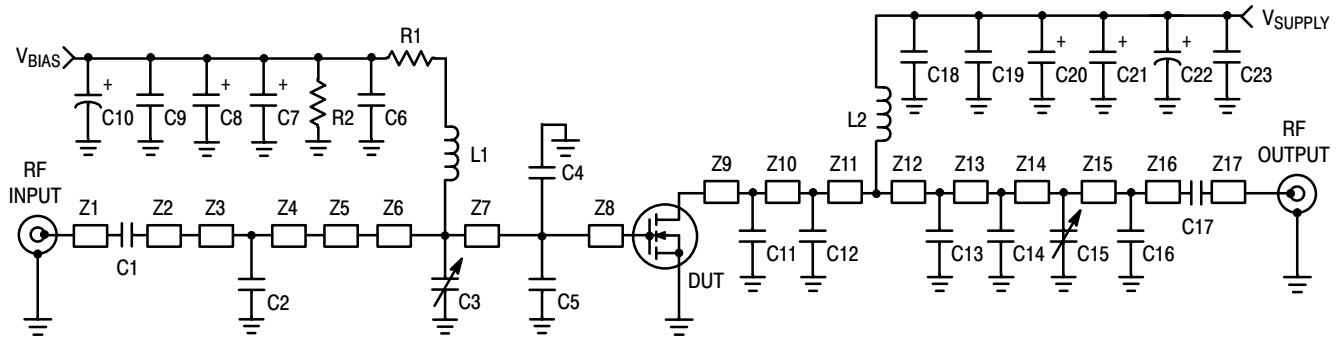 V_BIAS
R1
V_SUPPLY
+ + +
C10 C9 C8 C7 R2 C6
+ + +
C18 C19 C20 C21 C22 C23
L1
L2
C4
RF
INPUT
RF
OUTPUT
Z1 Z2 Z3 Z4 Z5 Z6 Z7 Z8
Z9 Z10 Z11 Z12 Z13 Z14 Z15 Z16 Z17
C1
C17
C2 C3 C5
DUT
C11 C12 C13 C14 C15 C16